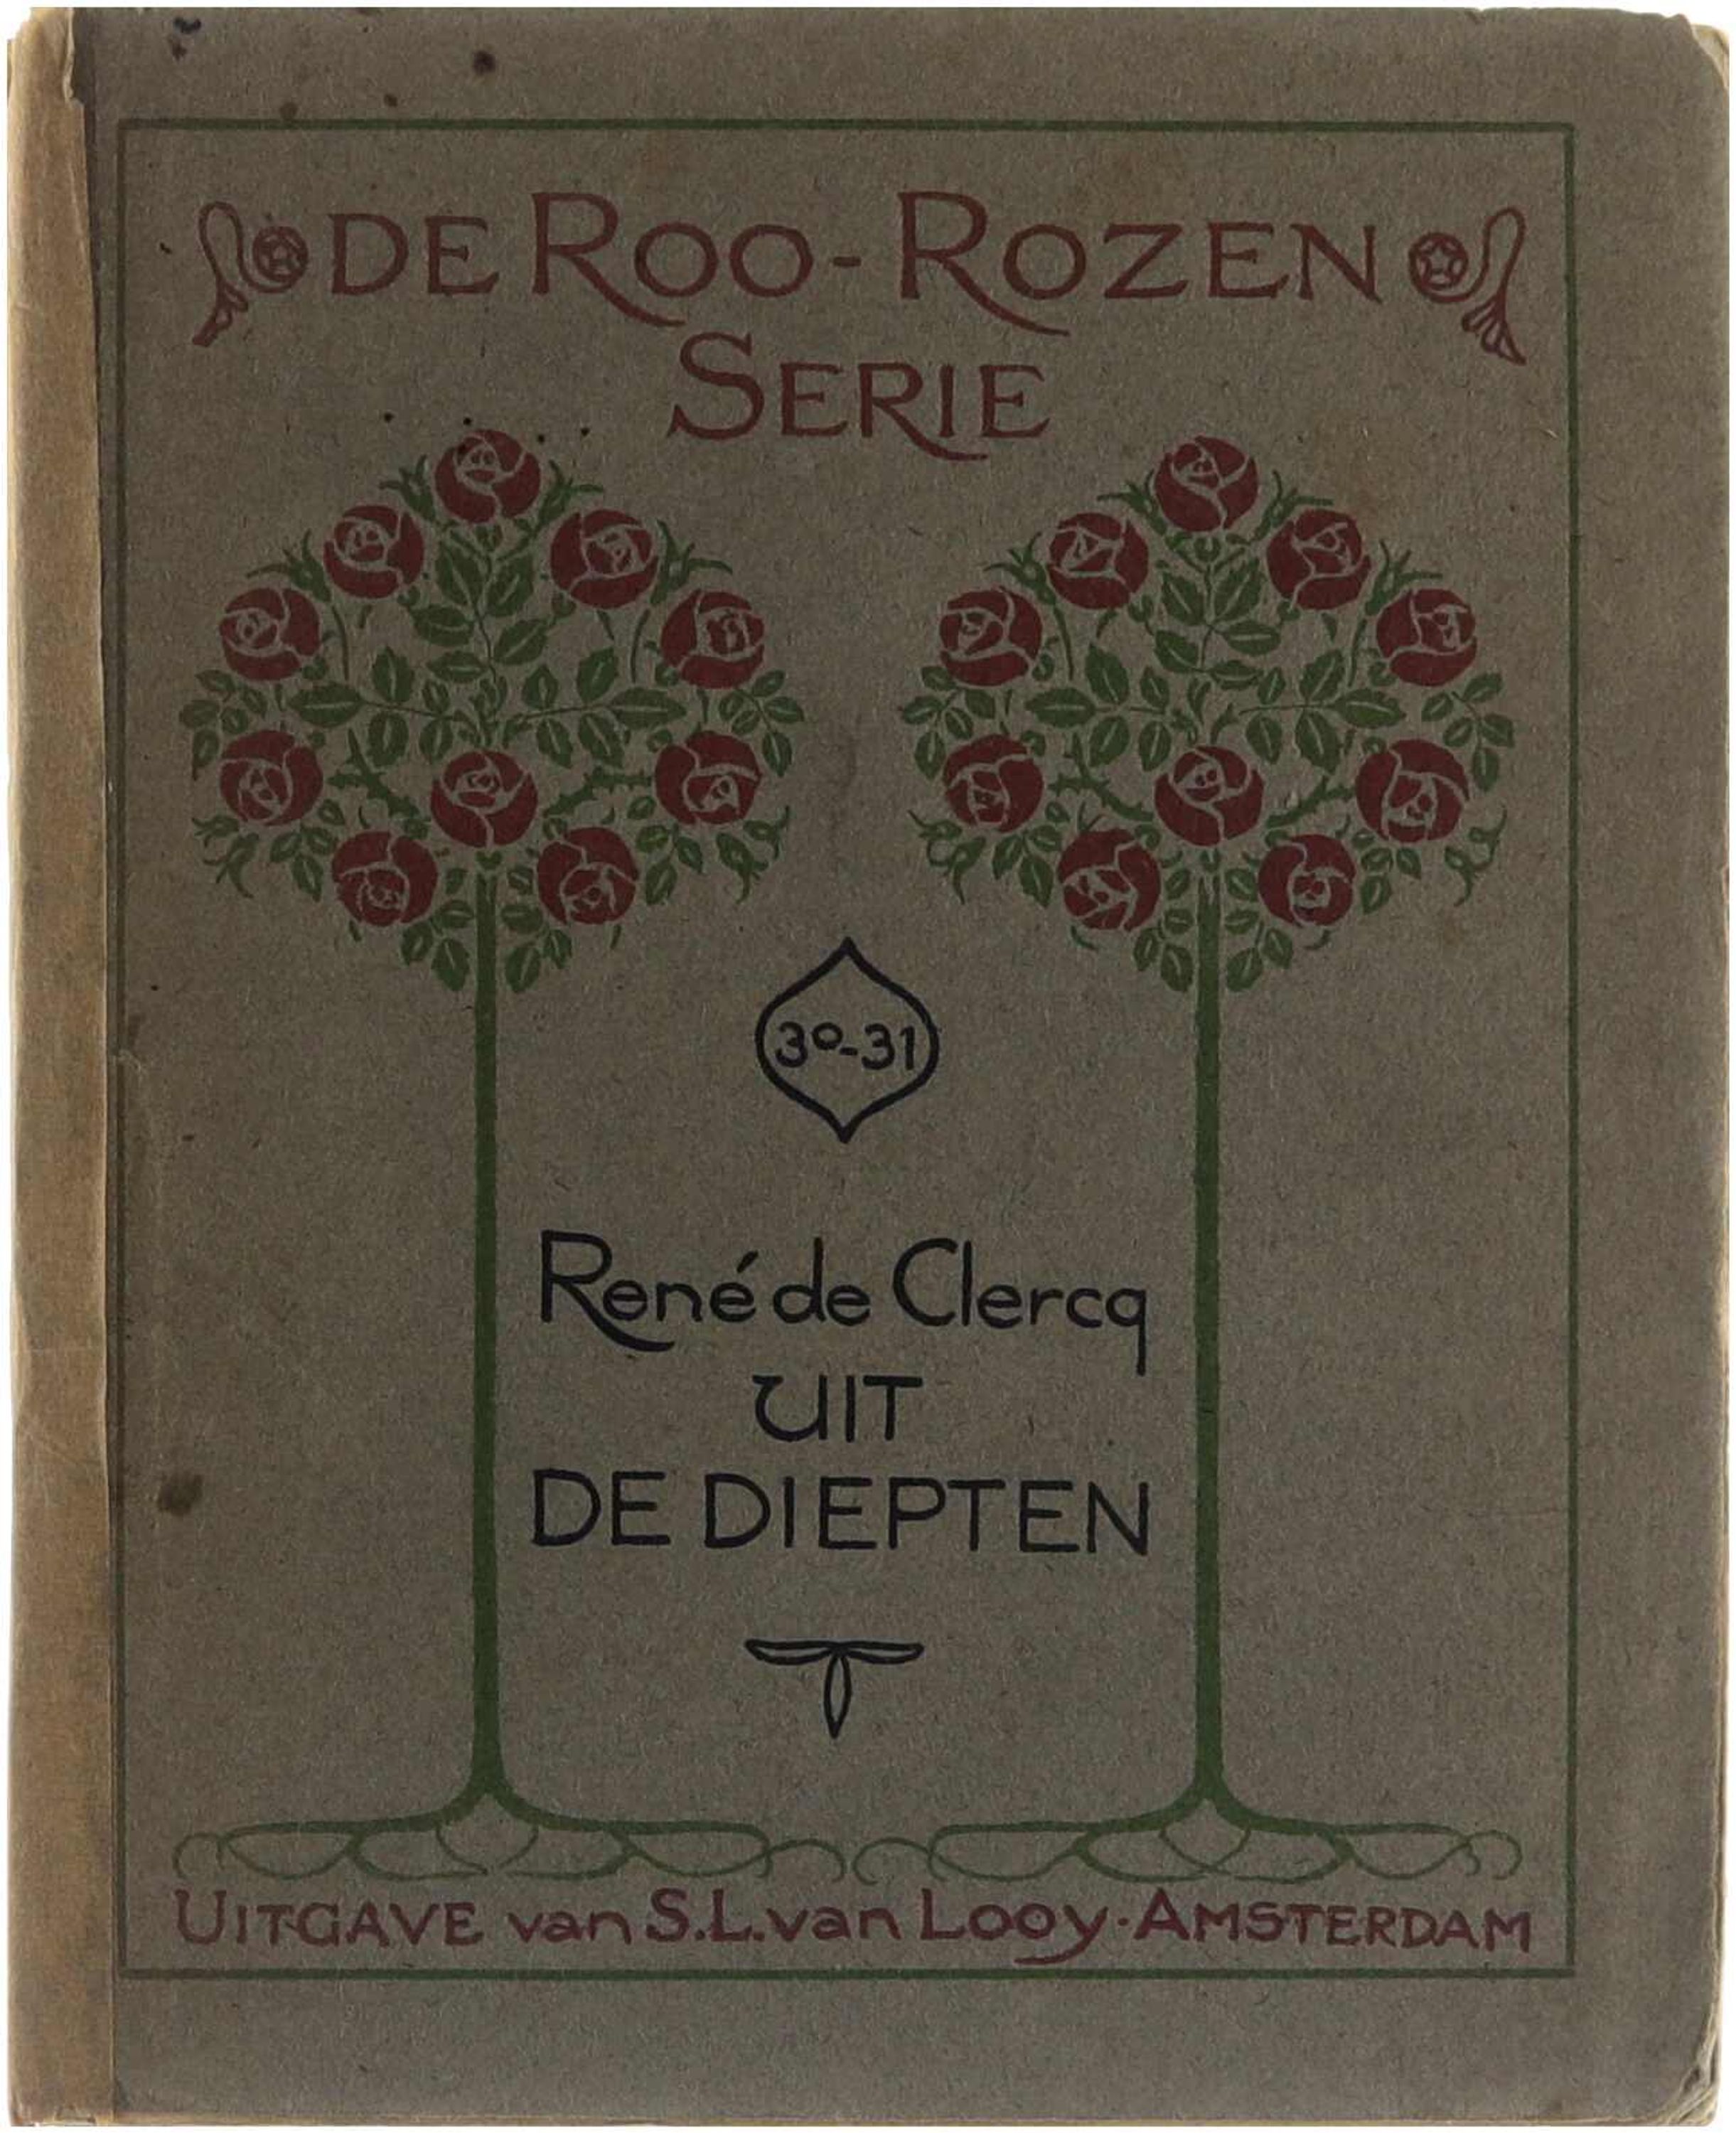 DE ROO-ROZEN
SERIE
30-31
René de Clercq
UIT
DE DIEPTEN
UITGAVE van S.L.van Looy-AMSTERDAM